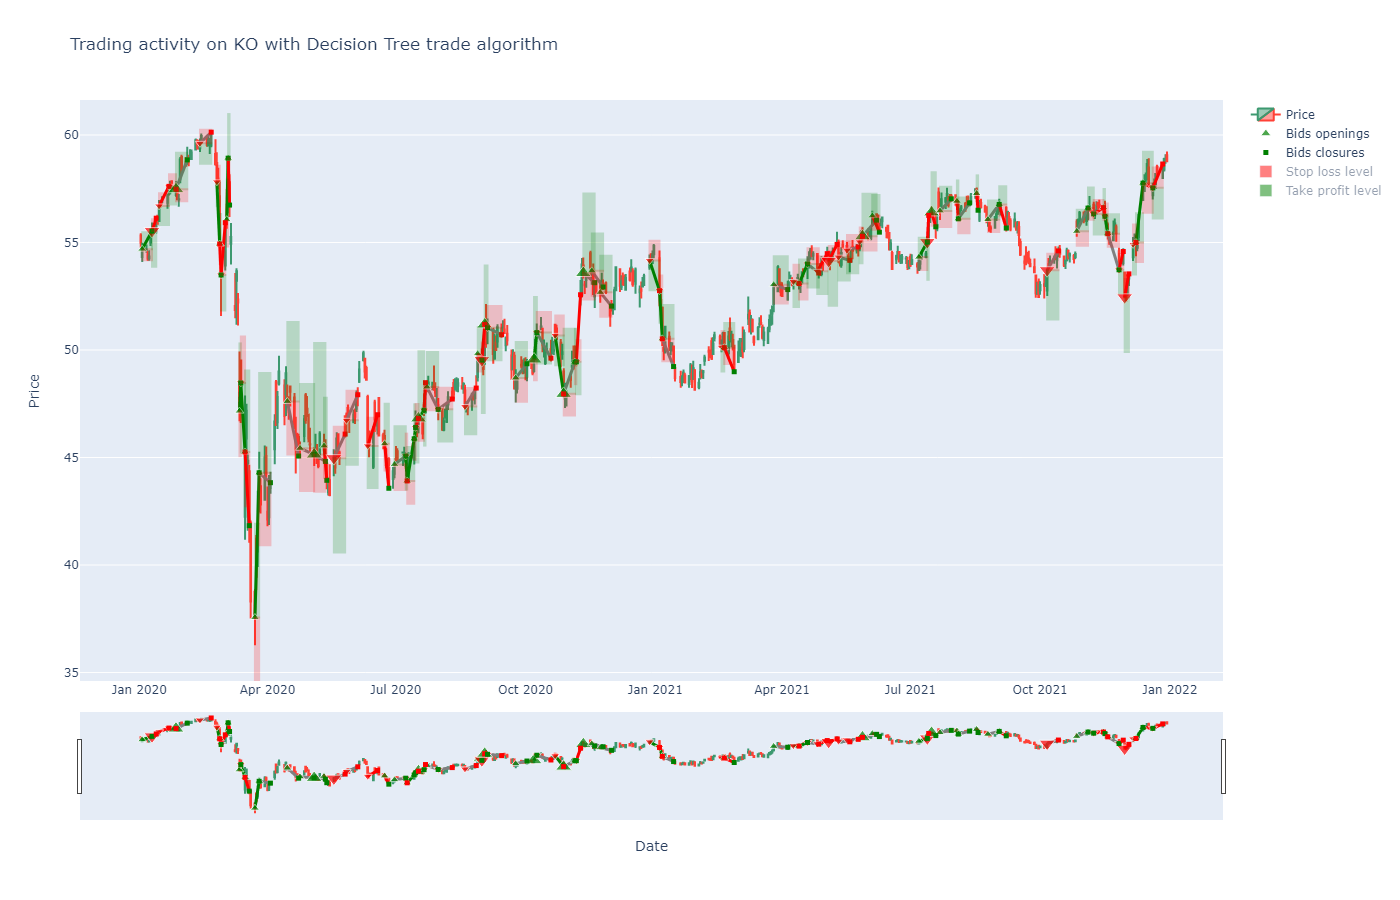 Trading activity on KO with Decision Tree trade algorithm
Price
Bids openings
Bids closures
Stop loss level
Take profit level
60
55
50
45
40
35
Price
Jan 2020
Apr 2020
Jul 2020
Oct 2020
Jan 2021
Apr 2021
Jul 2021
Oct 2021
Jan 2022
Date